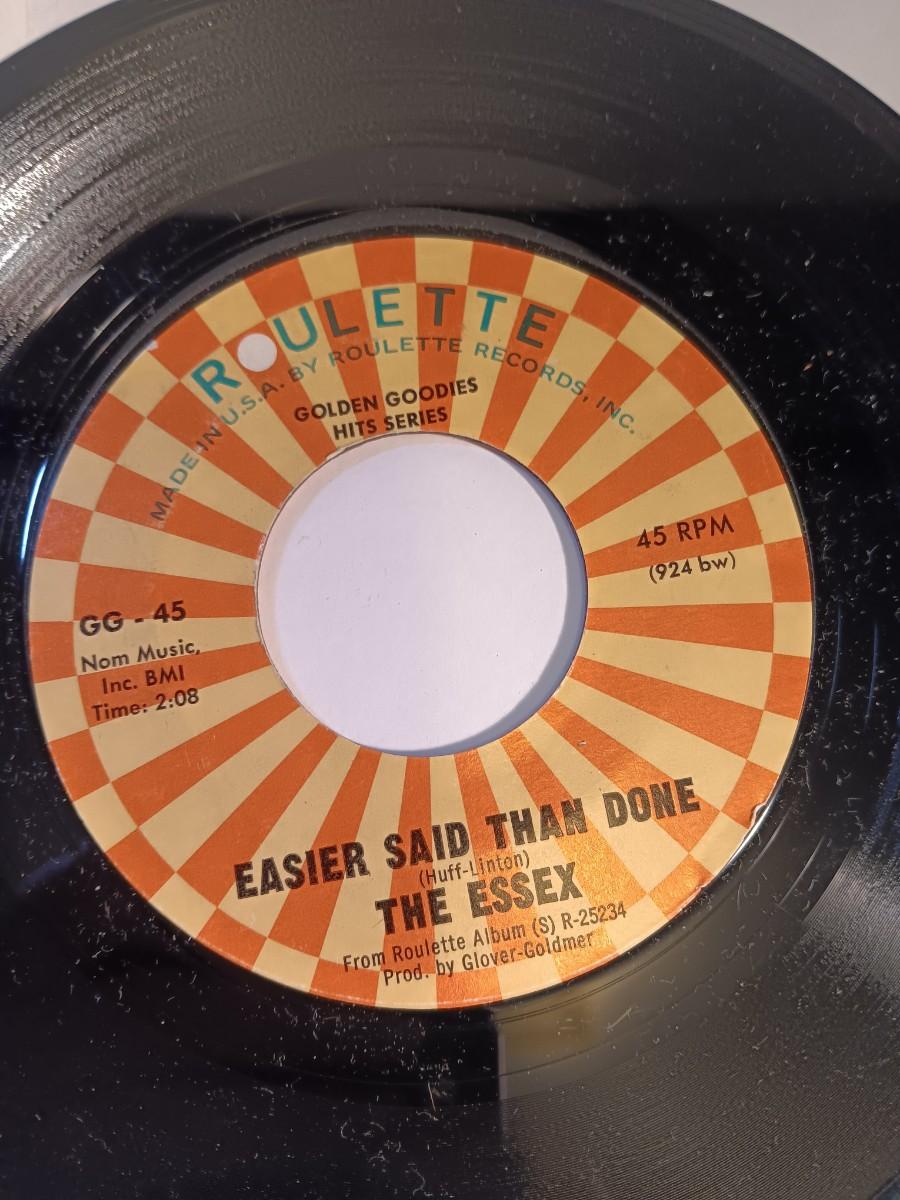 ROULETTE
MADE IN U.S.A. BY ROULETTE RECORDS, INC.
GOLDEN GOODIES
HITS SERIES
45 RPM
(924 bw)
GG - 45
Nom Music,
Inc. BMI
Time: 2:08
EASIER SAID THAN DONE
(Huff-Linton)
THE ESSEX
From Roulette Album (S) R-25234
Prod. by Glover-Goldmer